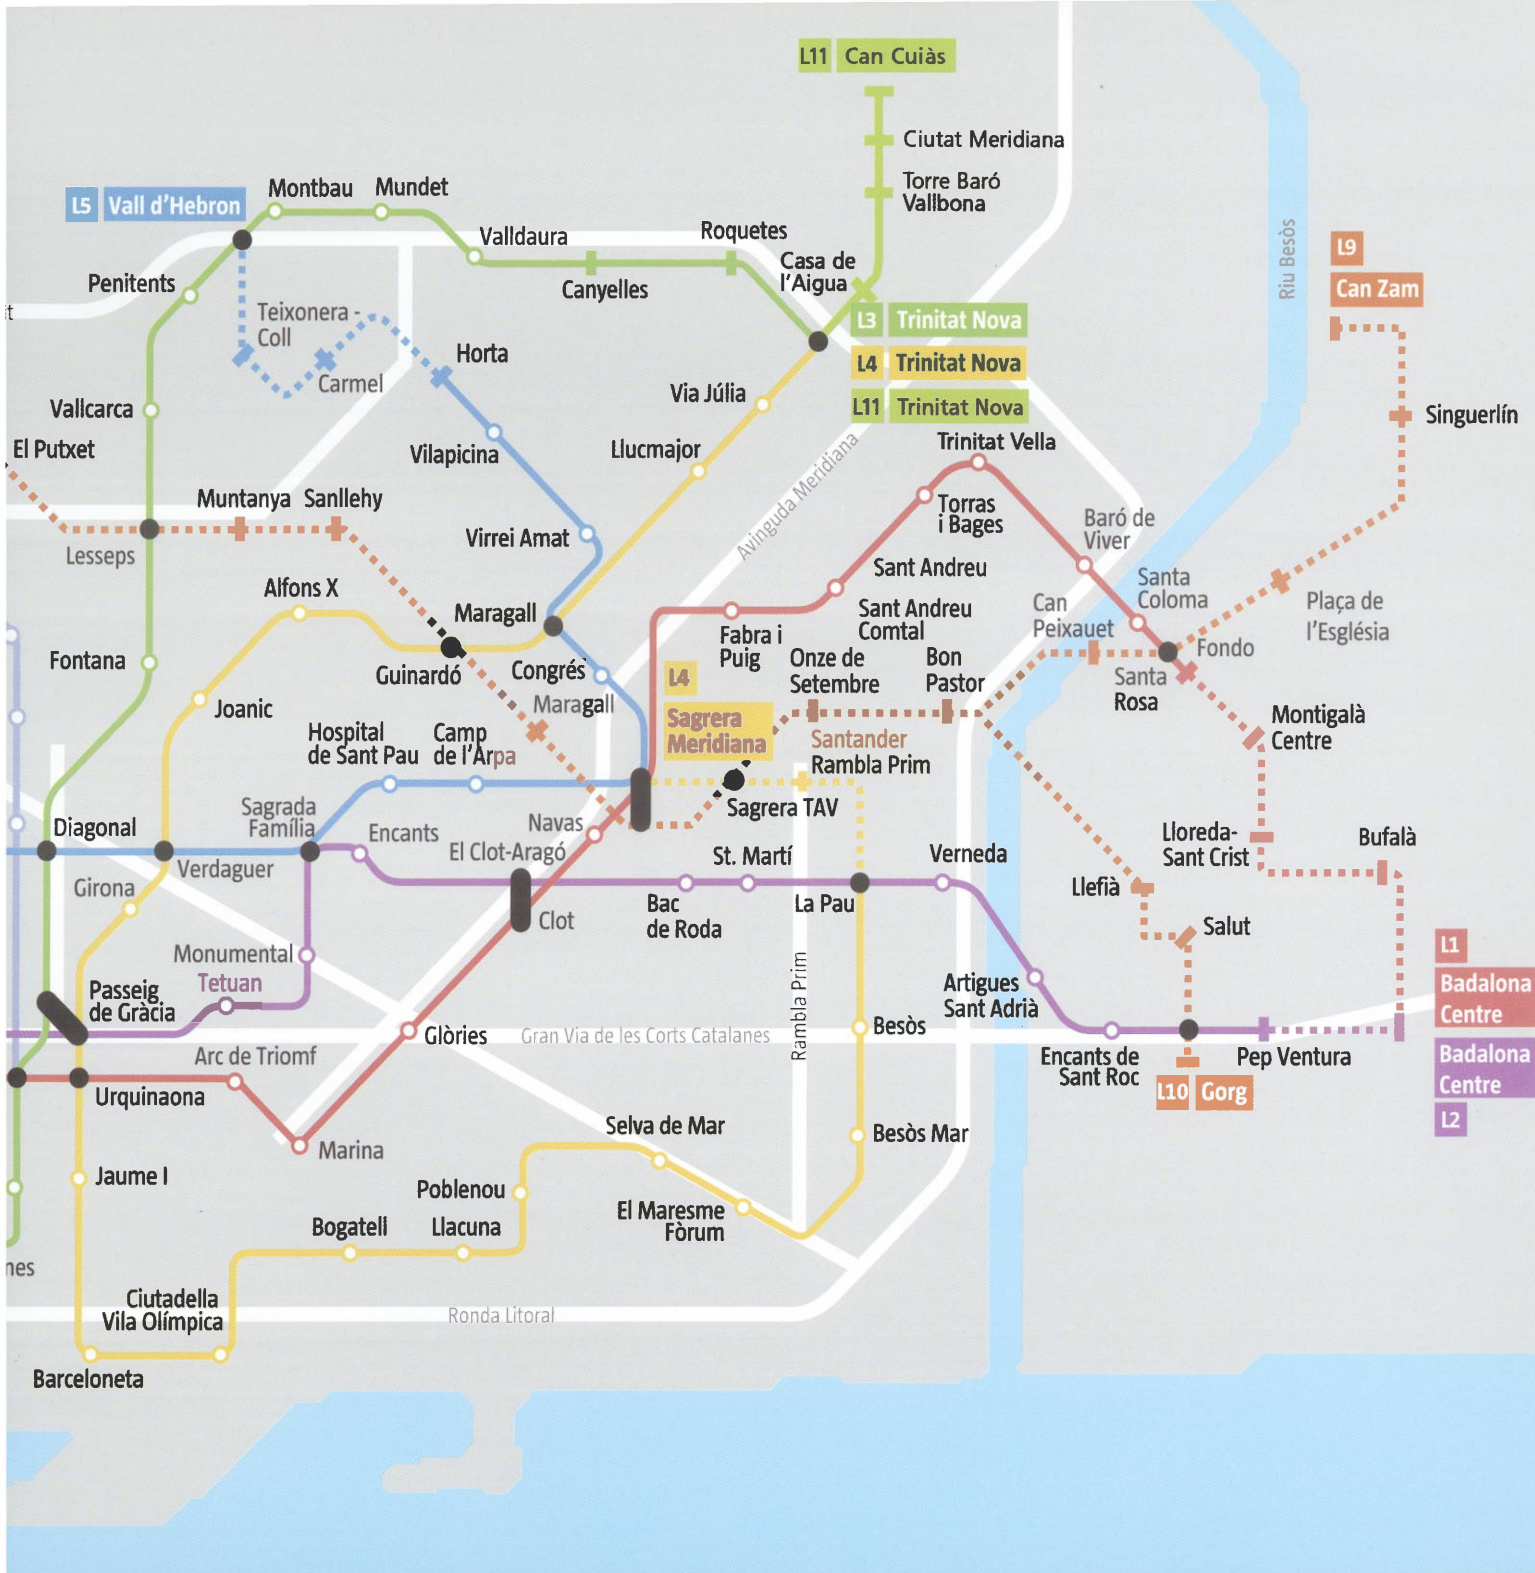 L11 Can Cuiàs
Ciutat Meridiana
Torre Baró
Vallbona
L5 Vall d'Hebron
Montbau
Mundet
Valldaura
Roquetes
Casa de
l'Aigua
Canyelles
Penitents
Teixonera -
Coll
Carmel
Horta
L3 Trinitat Nova
L4 Trinitat Nova
L11 Trinitat Nova
Riu Besòs
L9
Can Zam
Singuerlín
Vallcarca
El Putxet
Via Júlia
Llucmajor
Vilapicina
Avinguda Meridiana
Trinitat Vella
Torras
i Bages
Muntanya
Sanllehy
Lesseps
Virrei Amat
Baró de
Viver
Sant Andreu
Santa
Coloma
Plaça de
l'Església
Alfons X
Maragall
Sant Andreu
Comtal
Can
Peixauet
Fabra i
Puig
Fondo
Santa
Rosa
Fontana
Guinardó
Congrés
Maragall
L4
Sagrera
Meridiana
Onze de
Setembre
Bon
Pastor
Joanic
Hospital
de Sant Pau
Camp
de l'Arpa
Santander
Rambla Prim
Montigalà
Centre
Sagrera TAV
Sagrada
Família
Diagonal
Verdaguer
Encants
Navas
El Clot-Aragó
Clot
St. Martí
Bac
de Roda
La Pau
Verneda
Lloreda-
Sant Crist
Bufalà
Llefià
Salut
Girona
Monumental
Tetuan
Passeig
de Gràcia
Rambla Prim
Artigues
Sant Adrià
L1
Badalona
Centre
Badalona
Centre
L2
Glòries
Gran Via de les Corts Catalanes
Besòs
Encants de
Sant Roc
Pep Ventura
L10 Gorg
Arc de Triomf
Urquinaona
Marina
Selva de Mar
Besòs Mar
Jaume I
Poblenou
El Maresme
Fòrum
Bogatell
Llacuna
Ciutadella
Vila Olímpica
Ronda Litoral
Barceloneta